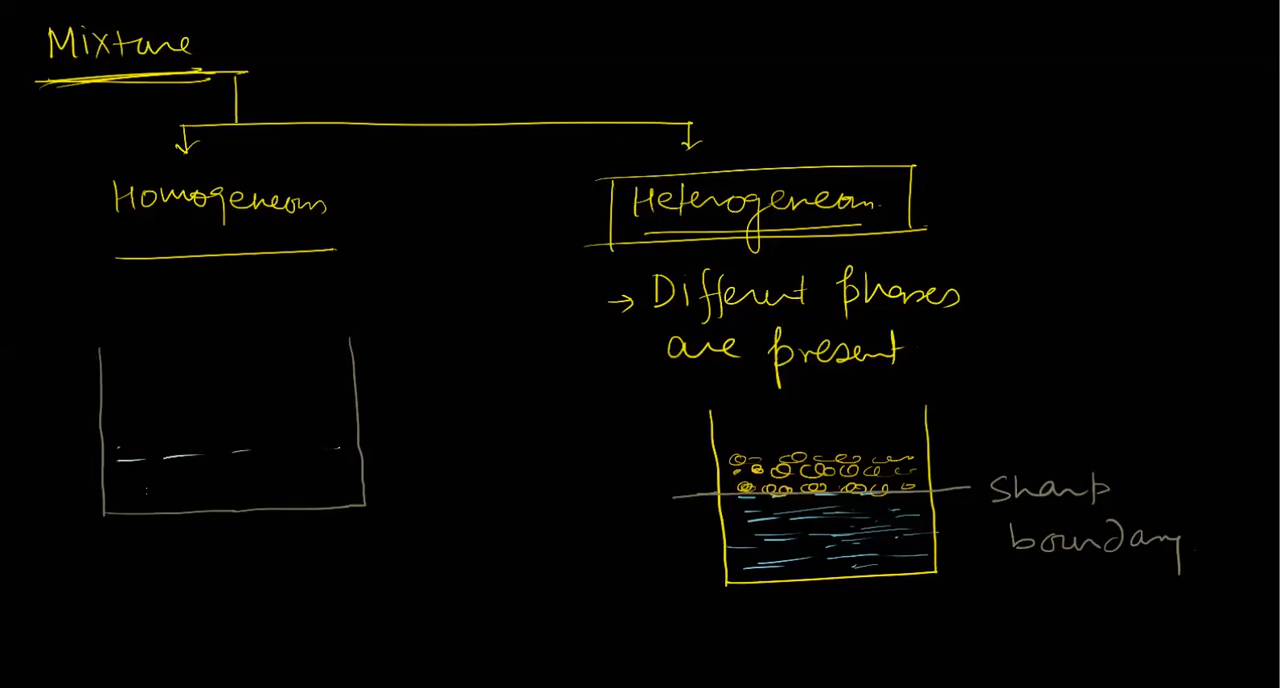 Mixture
Homogeneous
Heterogeneous
→ Different phases
are present
Sharp
boundary